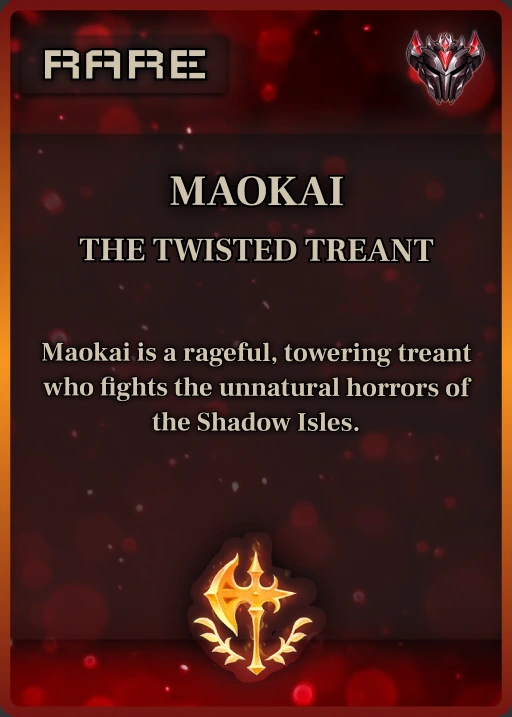 RARE
MAOKAI
THE TWISTED TREANT
Maokai is a rageful, towering treant
who fights the unnatural horrors of
the Shadow Isles.